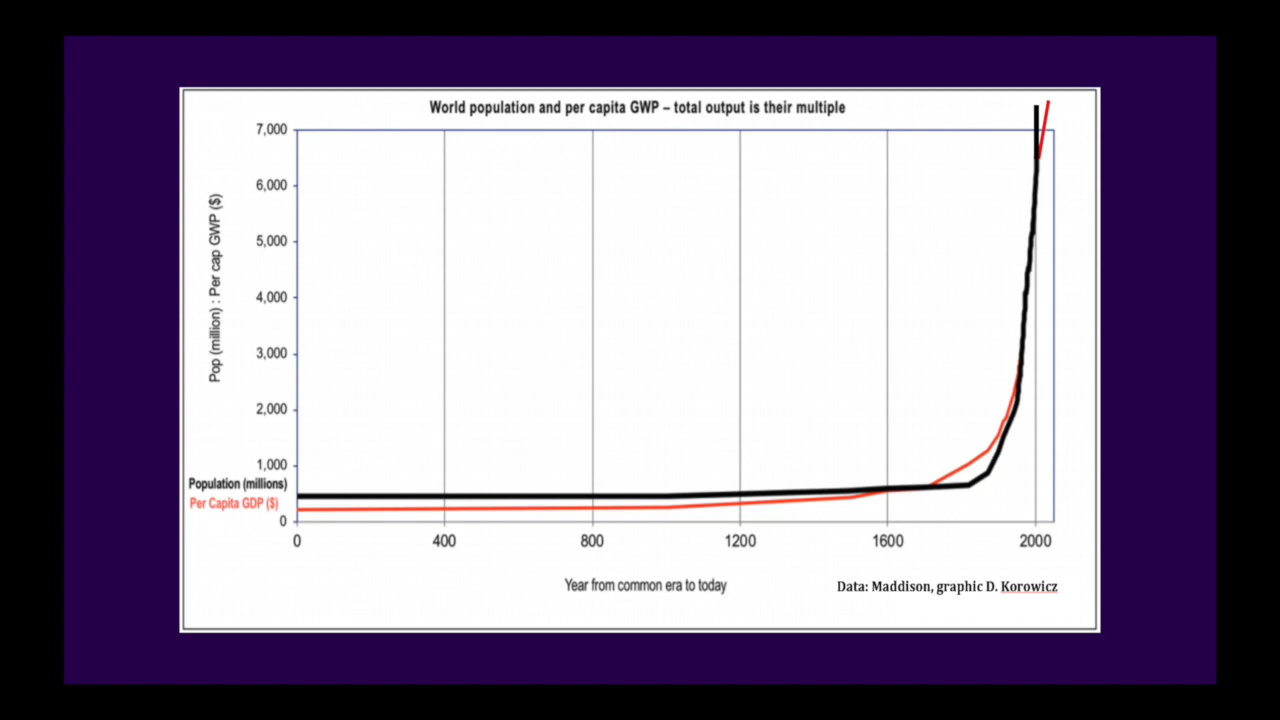 World population and per capita GWP – total output is their multiple
7,000
6,000
5,000
4,000
3,000
2,000
1,000
0
Pop (million) : Per cap GWP ($)
Population (millions)
Per Capita GDP ($)
0 400 800 1200 1600 2000
Year from common era to today
Data: Maddison, graphic D. Korowicz